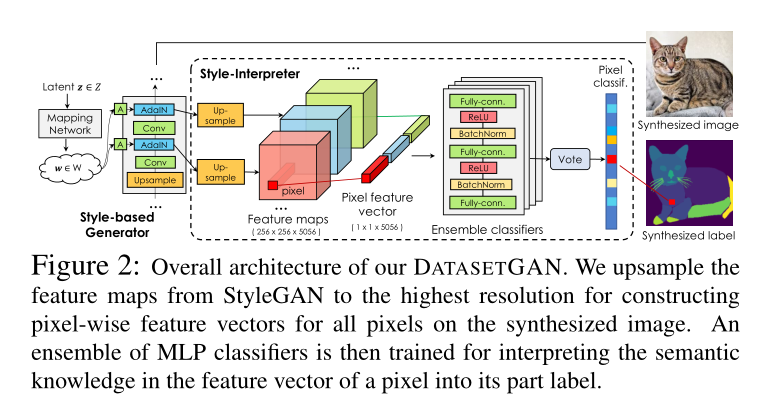 ...
Style-Interpreter
...
Pixel
classif.
Latent z ∈ Z
Mapping
Network
w ∈ W
A
AdaIN
Conv
A
AdaIN
Conv
Upsample
...
Style-based
Generator
Up-
sample
Up-
sample
pixel
Feature maps
( 256 x 256 x 5056 )
Pixel feature
vector
( 1 x 1 x 5056 )
Fully-conn.
ReLU
BatchNorm
Fully-conn.
ReLU
BatchNorm
Fully-conn.
Ensemble classifiers
Vote
Synthesized image
Synthesized label
Figure 2: Overall architecture of our DATASETGAN. We upsample the
feature maps from StyleGAN to the highest resolution for constructing
pixel-wise feature vectors for all pixels on the synthesized image. An
ensemble of MLP classifiers is then trained for interpreting the semantic
knowledge in the feature vector of a pixel into its part label.